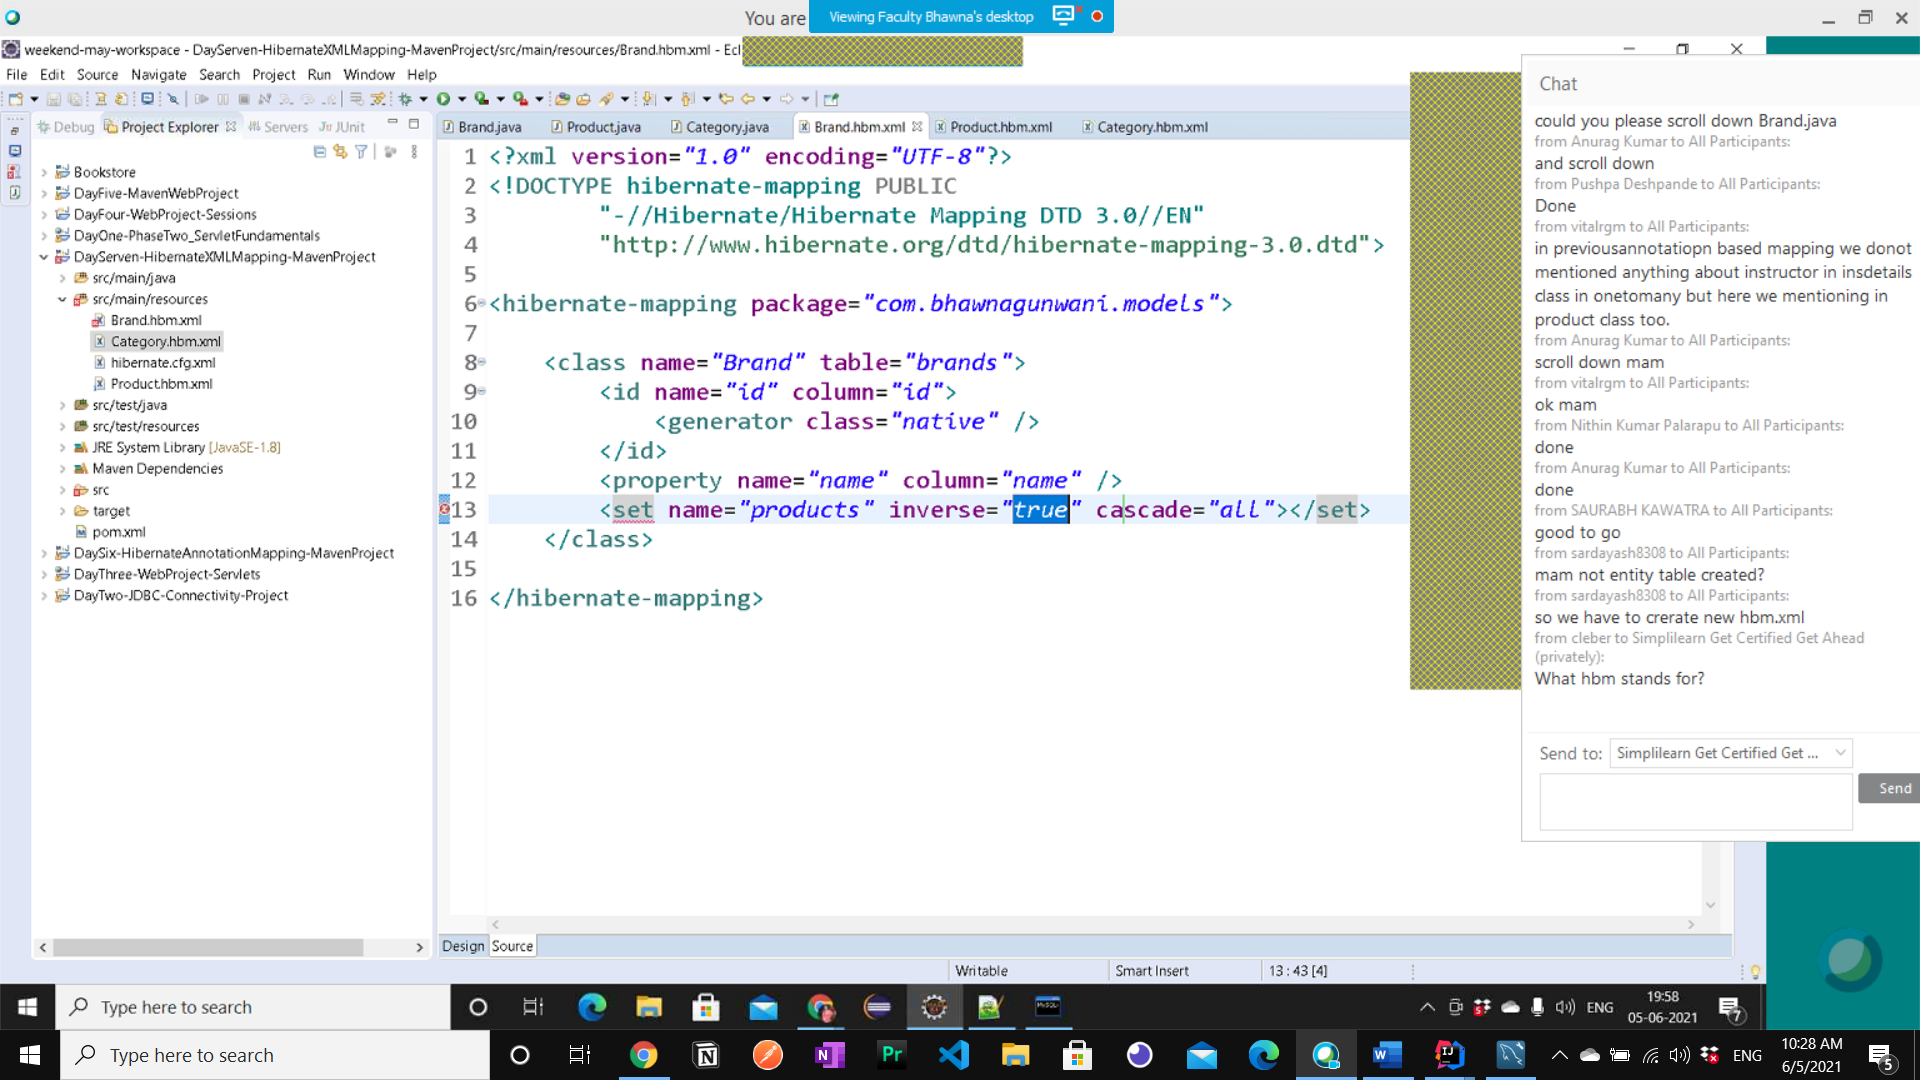 You are
Viewing Faculty Bhawna's desktop
weekend-may-workspace - DayServen-HibernateXMLMapping-MavenProject/src/main/resources/Brand.hbm.xml - Ecl
File Edit Source Navigate Search Project Run Window Help
Debug Project Explorer Servers JUnit
Brand.java Product.java Category.java Brand.hbm.xml Product.hbm.xml Category.hbm.xml
Bookstore
DayFive-MavenWebProject
DayFour-WebProject-Sessions
DayOne-PhaseTwo_ServletFundamentals
DayServen-HibernateXMLMapping-MavenProject
src/main/java
src/main/resources
Brand.hbm.xml
Category.hbm.xml
hibernate.cfg.xml
Product.hbm.xml
src/test/java
src/test/resources
JRE System Library [JavaSE-1.8]
Maven Dependencies
src
target
pom.xml
DaySix-HibernateAnnotationMapping-MavenProject
DayThree-WebProject-Servlets
DayTwo-JDBC-Connectivity-Project
1 <?xml version="1.0" encoding="UTF-8"?>
2 <!DOCTYPE hibernate-mapping PUBLIC
3 "-//Hibernate/Hibernate Mapping DTD 3.0//EN"
4 "http://www.hibernate.org/dtd/hibernate-mapping-3.0.dtd">
5
6 <hibernate-mapping package="com.bhawnagunwani.models">
7
8 <class name="Brand" table="brands">
9 <id name="id" column="id">
10 <generator class="native" />
11 </id>
12 <property name="name" column="name" />
13 <set name="products" inverse="true" cascade="all"></set>
14 </class>
15
16 </hibernate-mapping>
Design Source
Writable Smart Insert 13 : 43 [4]
Chat
could you please scroll down Brand.java
from Anurag Kumar to All Participants:
and scroll down
from Pushpa Deshpande to All Participants:
Done
from vitalrgm to All Participants:
in previousannotatiopn based mapping we donot
mentioned anything about instructor in insdetails
class in onetomany but here we mentioning in
product class too.
from Anurag Kumar to All Participants:
scroll down mam
from vitalrgm to All Participants:
ok mam
from Nithin Kumar Palarapu to All Participants:
done
from Anurag Kumar to All Participants:
done
from SAURABH KAWATRA to All Participants:
good to go
from sardayash8308 to All Participants:
mam not entity table created?
from sardayash8308 to All Participants:
so we have to crerate new hbm.xml
from cleber to Simplilearn Get Certified Get Ahead
(privately):
What hbm stands for?
Send to: Simplilearn Get Certified Get ...
Send
Type here to search
ENG
19:58
05-06-2021
7
Type here to search
ENG
10:28 AM
6/5/2021
5